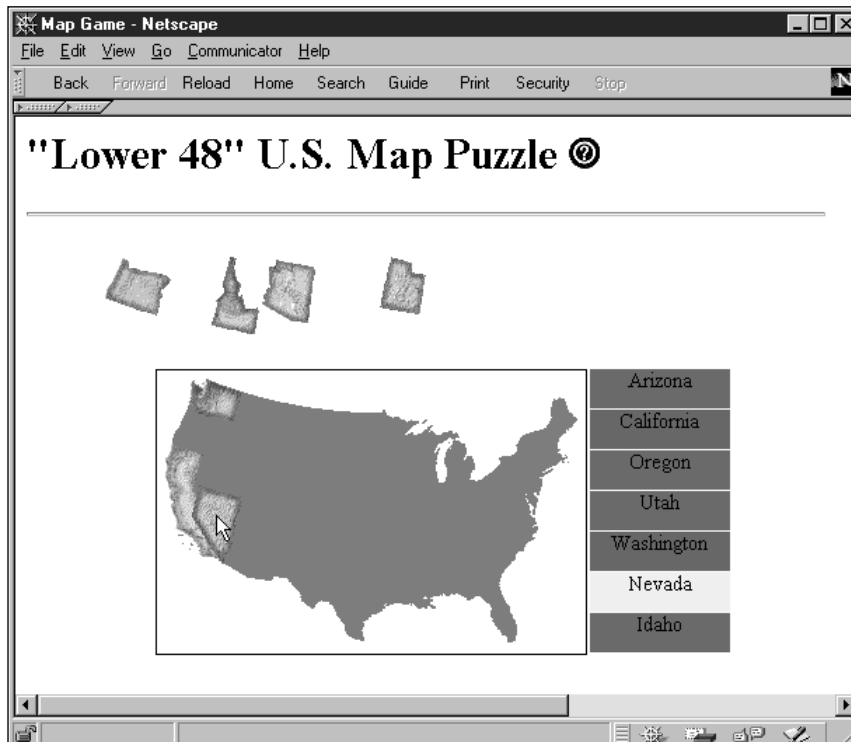 Map Game - Netscape
File Edit View Go Communicator Help
Back Forward Reload Home Search Guide Print Security Stop N
"Lower 48" U.S. Map Puzzle ?
Arizona
California
Oregon
Utah
Washington
Nevada
Idaho